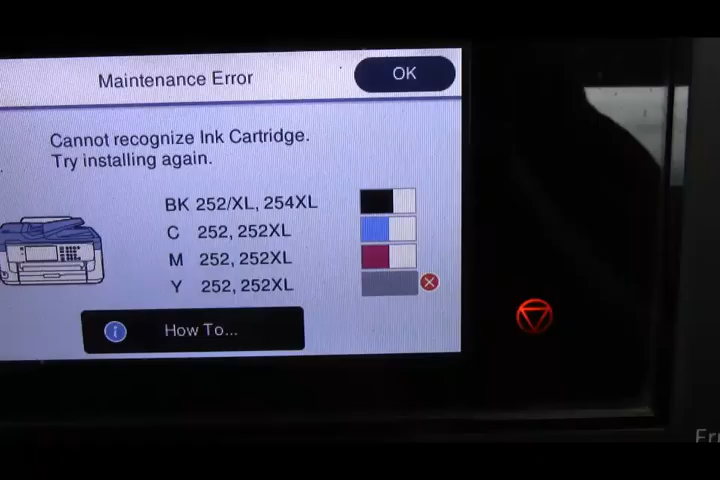 Maintenance Error
OK
Cannot recognize Ink Cartridge.
Try installing again.
BK 252/XL, 254XL
C 252, 252XL
M 252, 252XL
Y 252, 252XL
i How To...